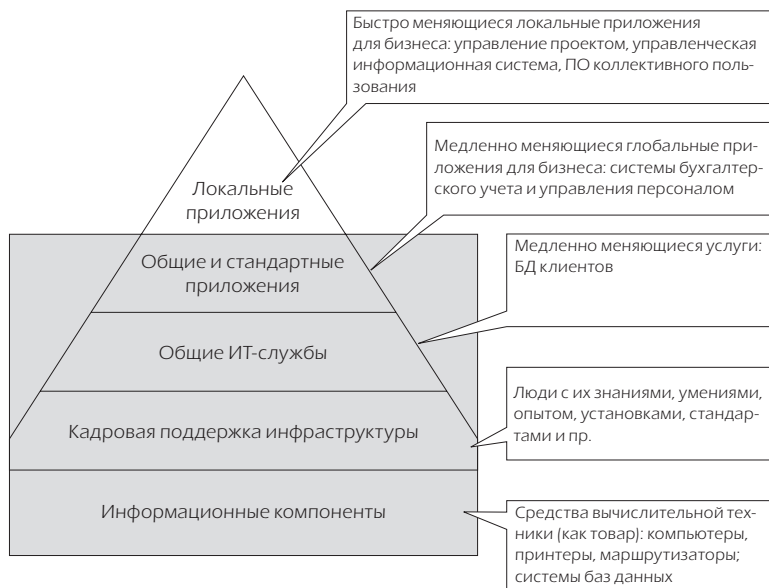 Быстро меняющиеся локальные приложения
для бизнеса: управление проектом, управленческая
информационная система, ПО коллективного поль-
зования
Медленно меняющиеся глобальные при-
ложения для бизнеса: системы бухгалтер-
ского учета и управления персоналом
Локальные
приложения
Медленно меняющиеся услуги:
БД клиентов
Общие и стандартные
приложения
Общие ИТ-службы
Люди с их знаниями, умениями,
опытом, установками, стандар-
тами и пр.
Кадровая поддержка инфраструктуры
Информационные компоненты
Средства вычислительной тех-
ники (как товар): компьютеры,
принтеры, маршрутизаторы;
системы баз данных